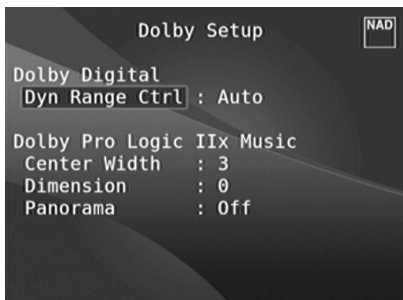 Dolby Setup
NAD
Dolby Digital
Dyn Range Ctrl : Auto
Dolby Pro Logic IIx Music
Center Width : 3
Dimension : 0
Panorama : Off